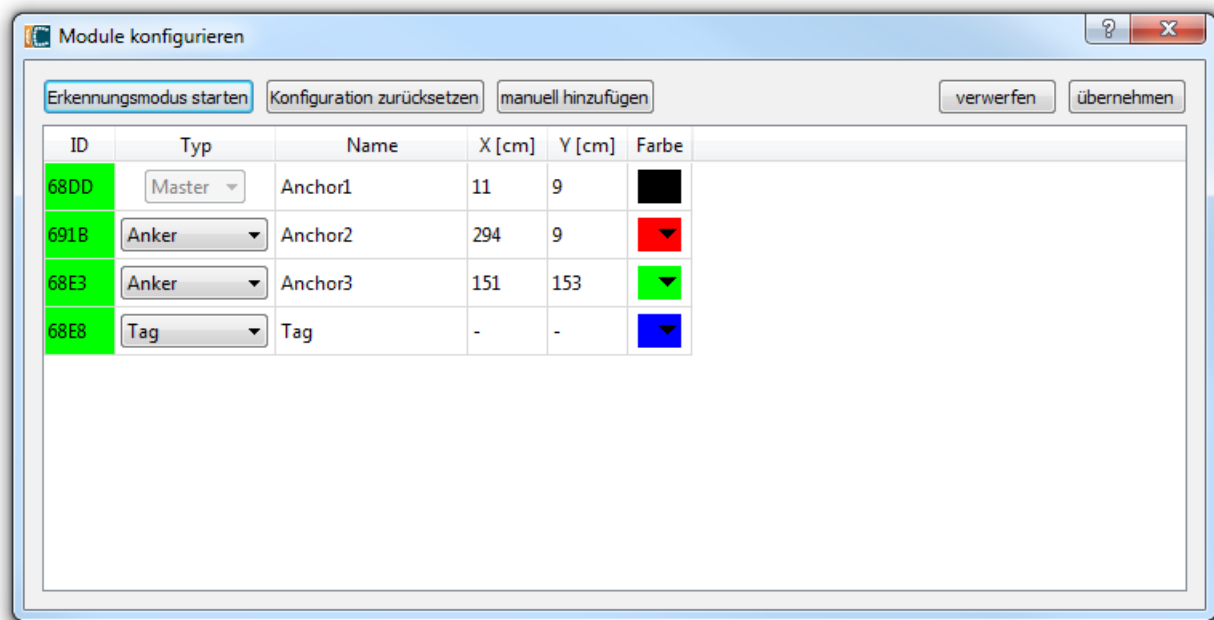 Module konfigurieren
Erkennungsmodus starten Konfiguration zurücksetzen manuell hinzufügen verwerfen übernehmen
ID Typ Name X [cm] Y [cm] Farbe
68DD Master Anchor1 11 9
691B Anker Anchor2 294 9
68E3 Anker Anchor3 151 153
68E8 Tag Tag - -